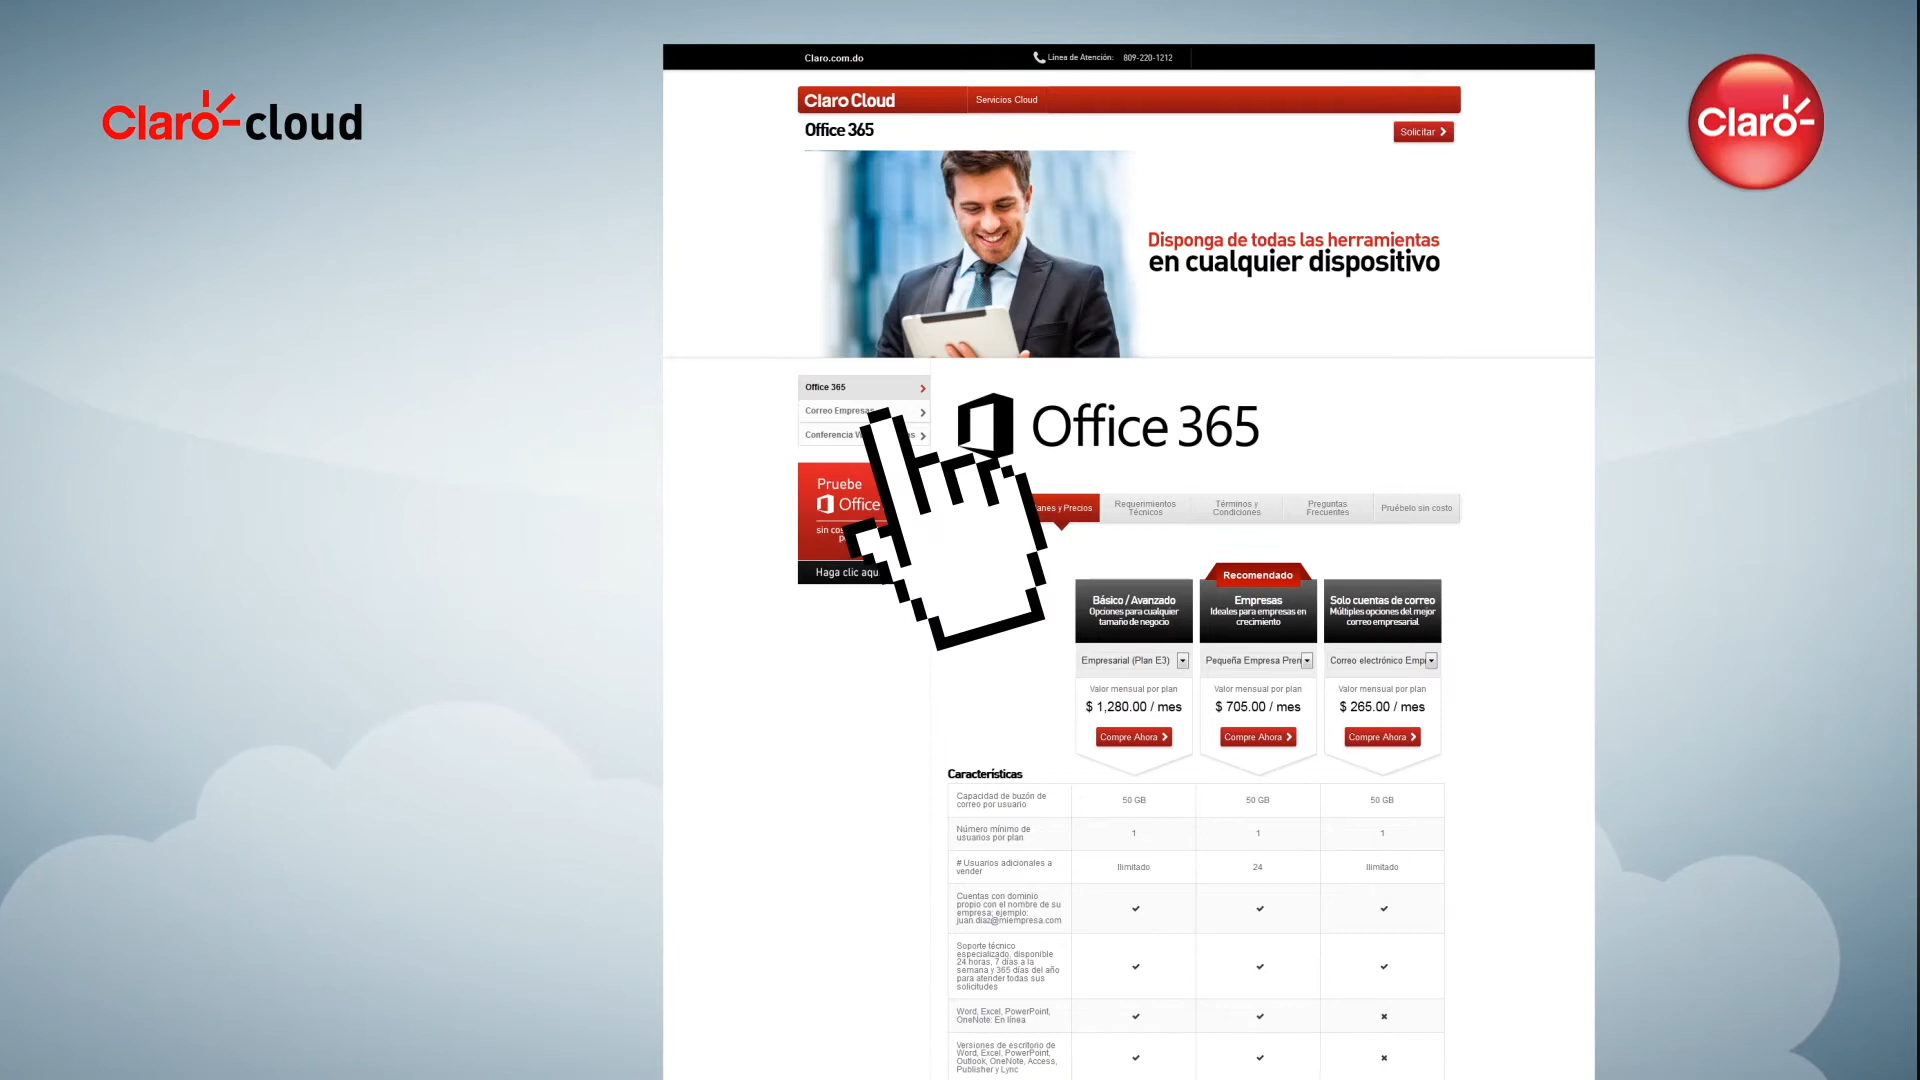 Claro-cloud
Claro-
Claro.com.do
Línea de Atención: 809-220-1212
Claro Cloud
Servicios Cloud
Office 365
Solicitar
Disponga de todas las herramientas
en cualquier dispositivo
Office 365
Correo Empresas
Conferencia
Office 365
Pruebe
Office
sin
Haga clic
Planes y Precios
Requerimientos
Técnicos
Términos y
Condiciones
Preguntas
Frecuentes
Pruébelo sin costo
Recomendado
Básico / Avanzado
Opciones para cualquier
tamaño de negocio
Empresas
Ideales para empresas en
crecimiento
Solo cuentas de correo
Múltiples opciones del mejor
correo empresarial
Empresarial (Plan E3)
Pequeña Empresa Prem
Correo electrónico Emp
Valor mensual por plan
$ 1,280.00 / mes
Compre Ahora
Valor mensual por plan
$ 705.00 / mes
Compre Ahora
Valor mensual por plan
$ 265.00 / mes
Compre Ahora
Características
Capacidad de buzón de
correo por usuario
50 GB
50 GB
50 GB
Número mínimo de
usuarios por plan
1
1
1
# Usuarios adicionales a
vender
Ilimitado
24
Ilimitado
Cuentas con dominio
propio con el nombre de su
empresa; ejemplo:
juan.diaz@miempresa.com
Soporte técnico
especializado, disponible
24 horas, 7 días a la
semana y 365 días del año
para atender todas sus
solicitudes
Word, Excel, PowerPoint,
OneNote: En línea
Versiones de escritorio de
Word, Excel, PowerPoint,
Outlook, OneNote, Access,
Publisher y Lync